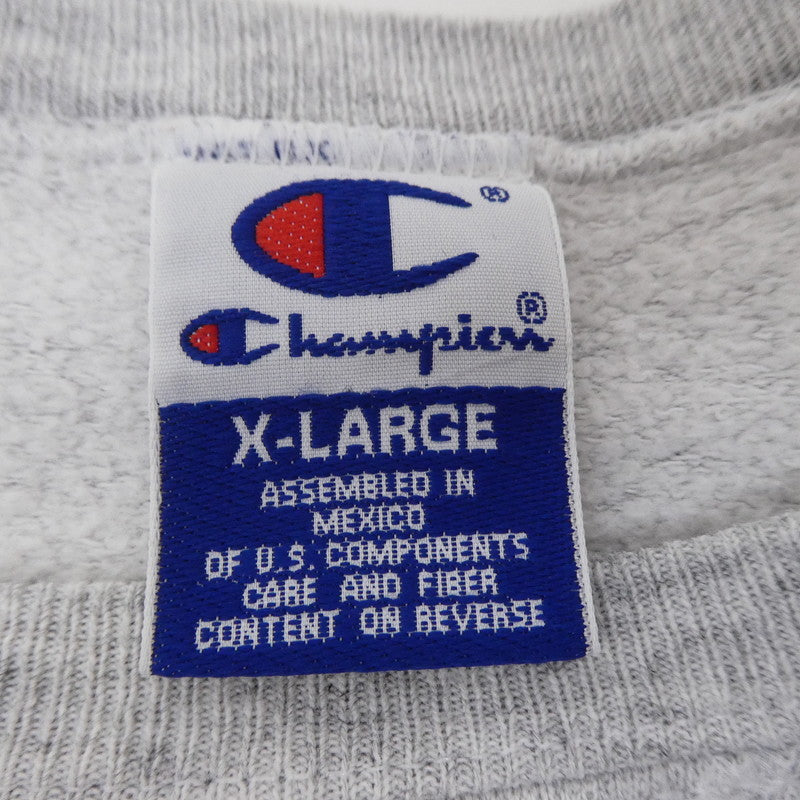 Champion
X-LARGE
ASSEMBLED IN
MEXICO
OF U.S. COMPONENTS
CARE AND FIBER
CONTENT ON REVERSE